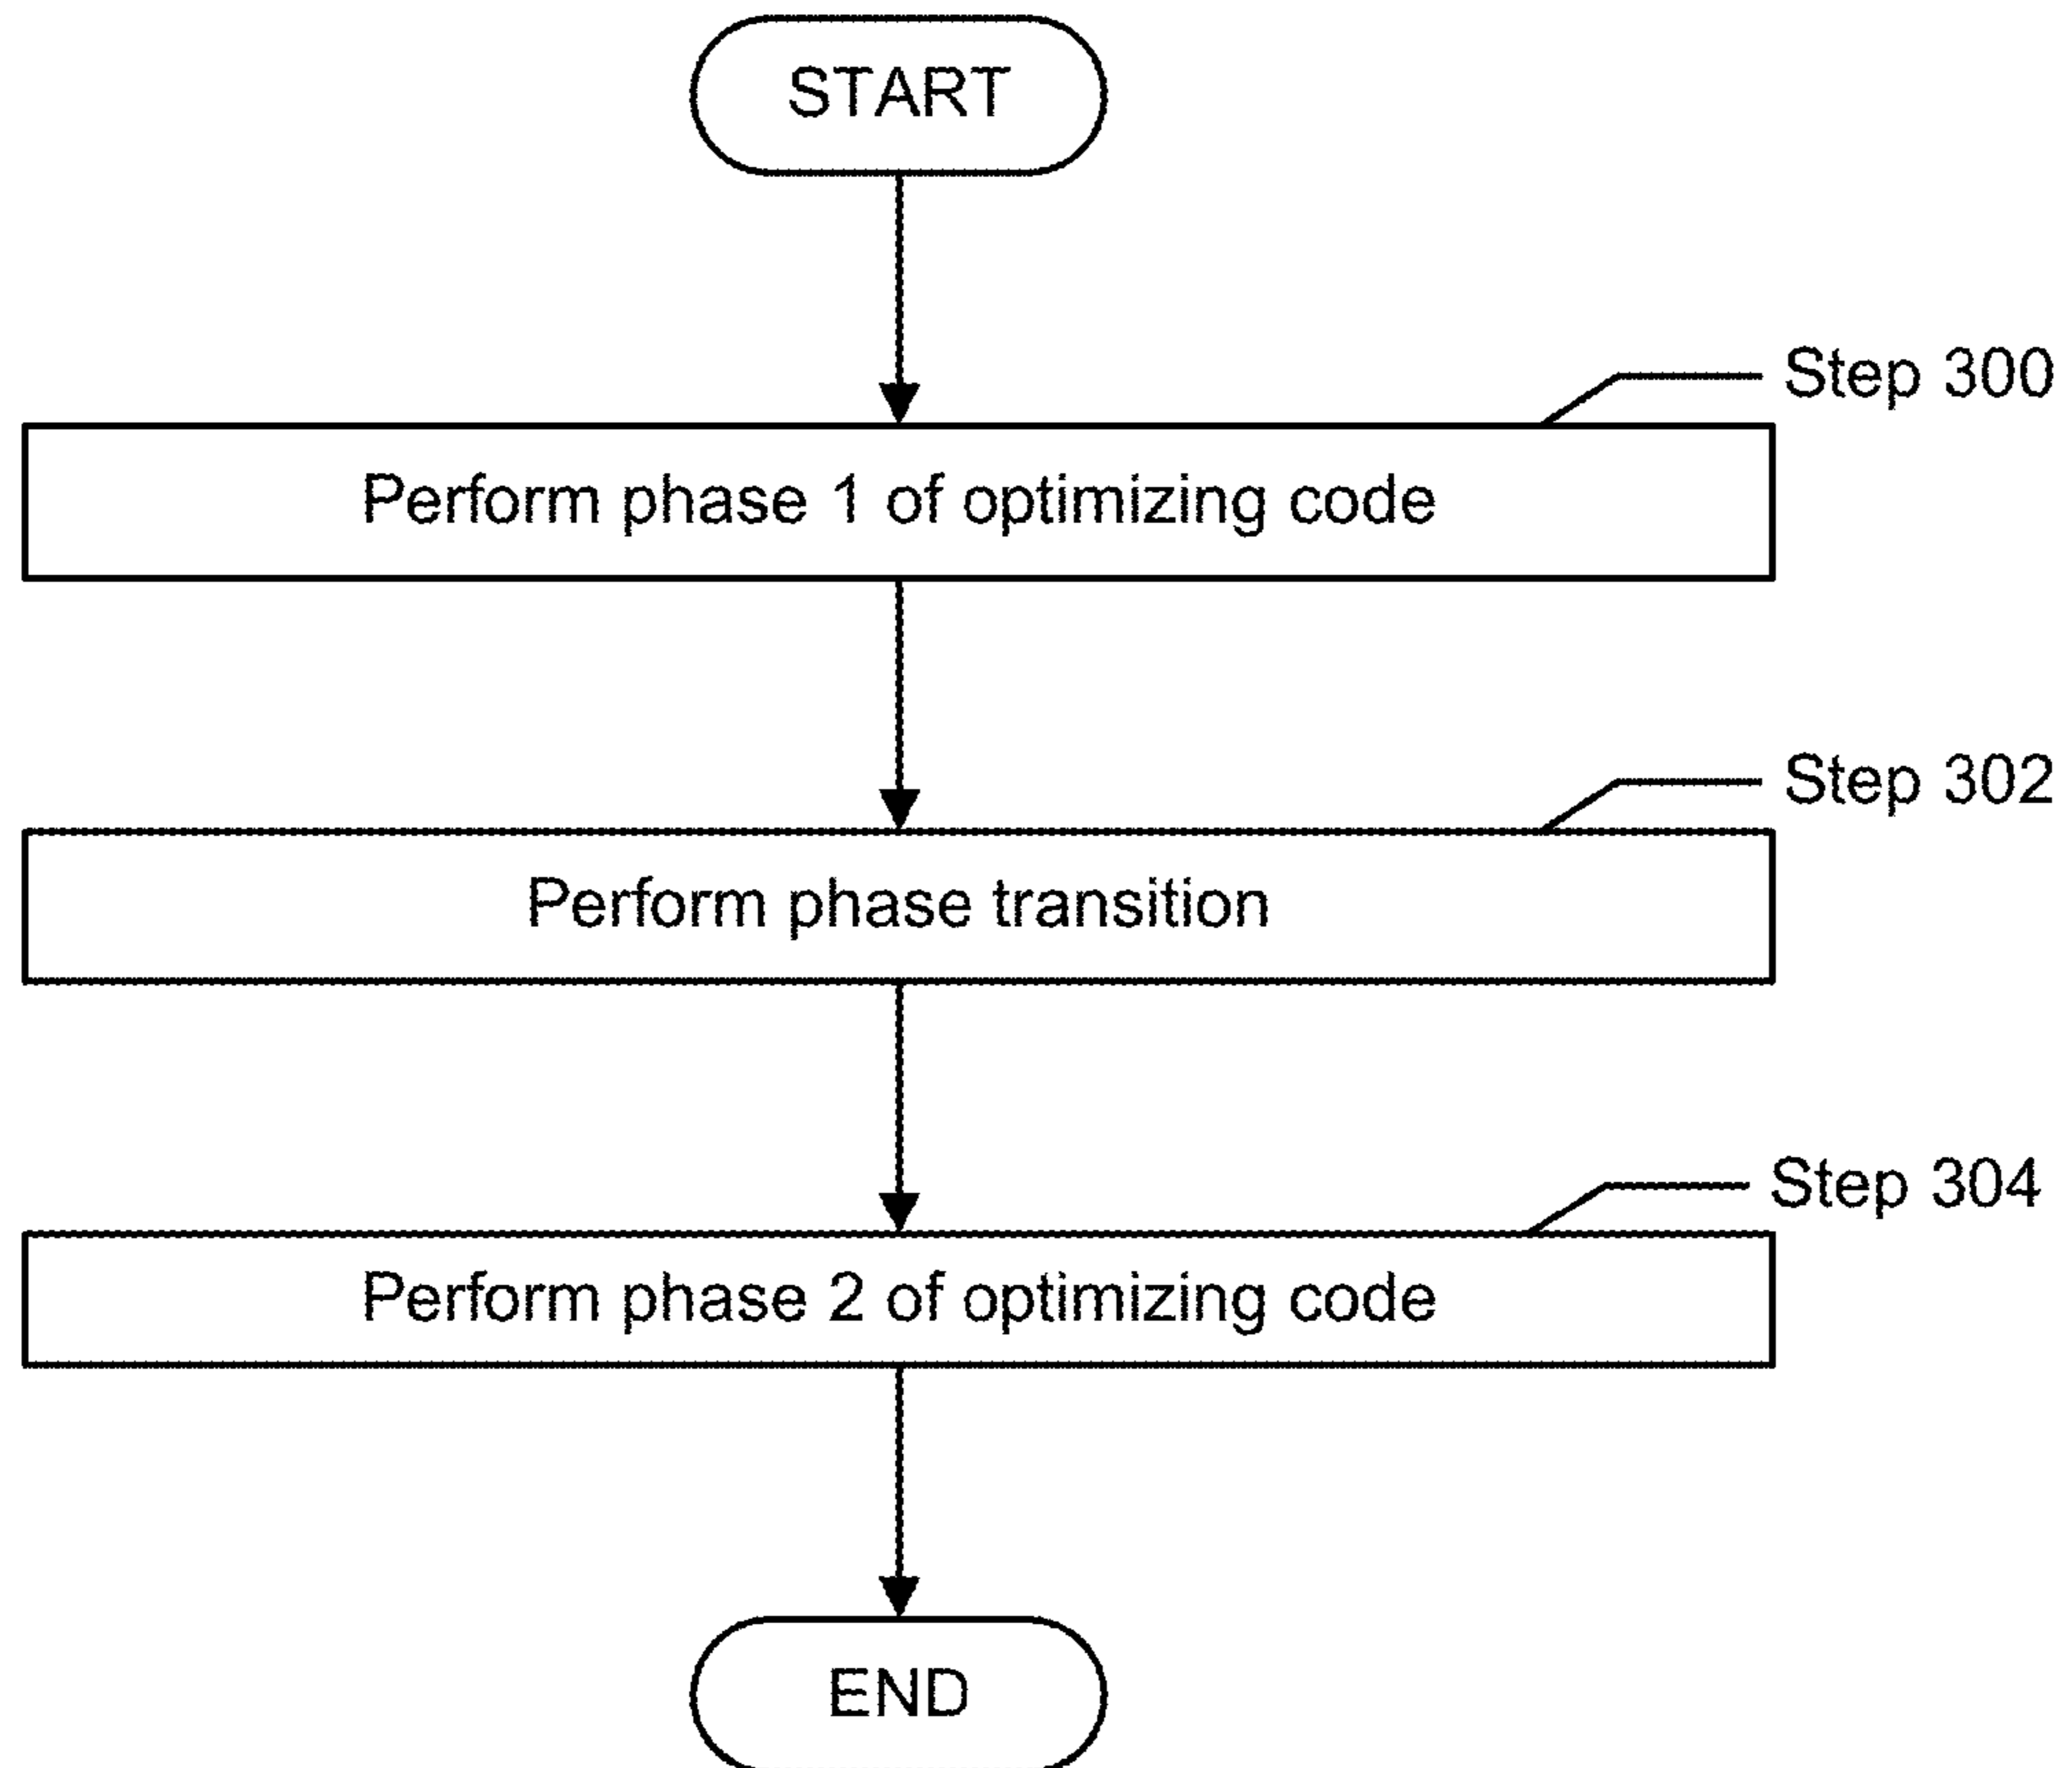 START
Step 300
Perform phase 1 of optimizing code
Step 302
Perform phase transition
Step 304
Perform phase 2 of optimizing code
END